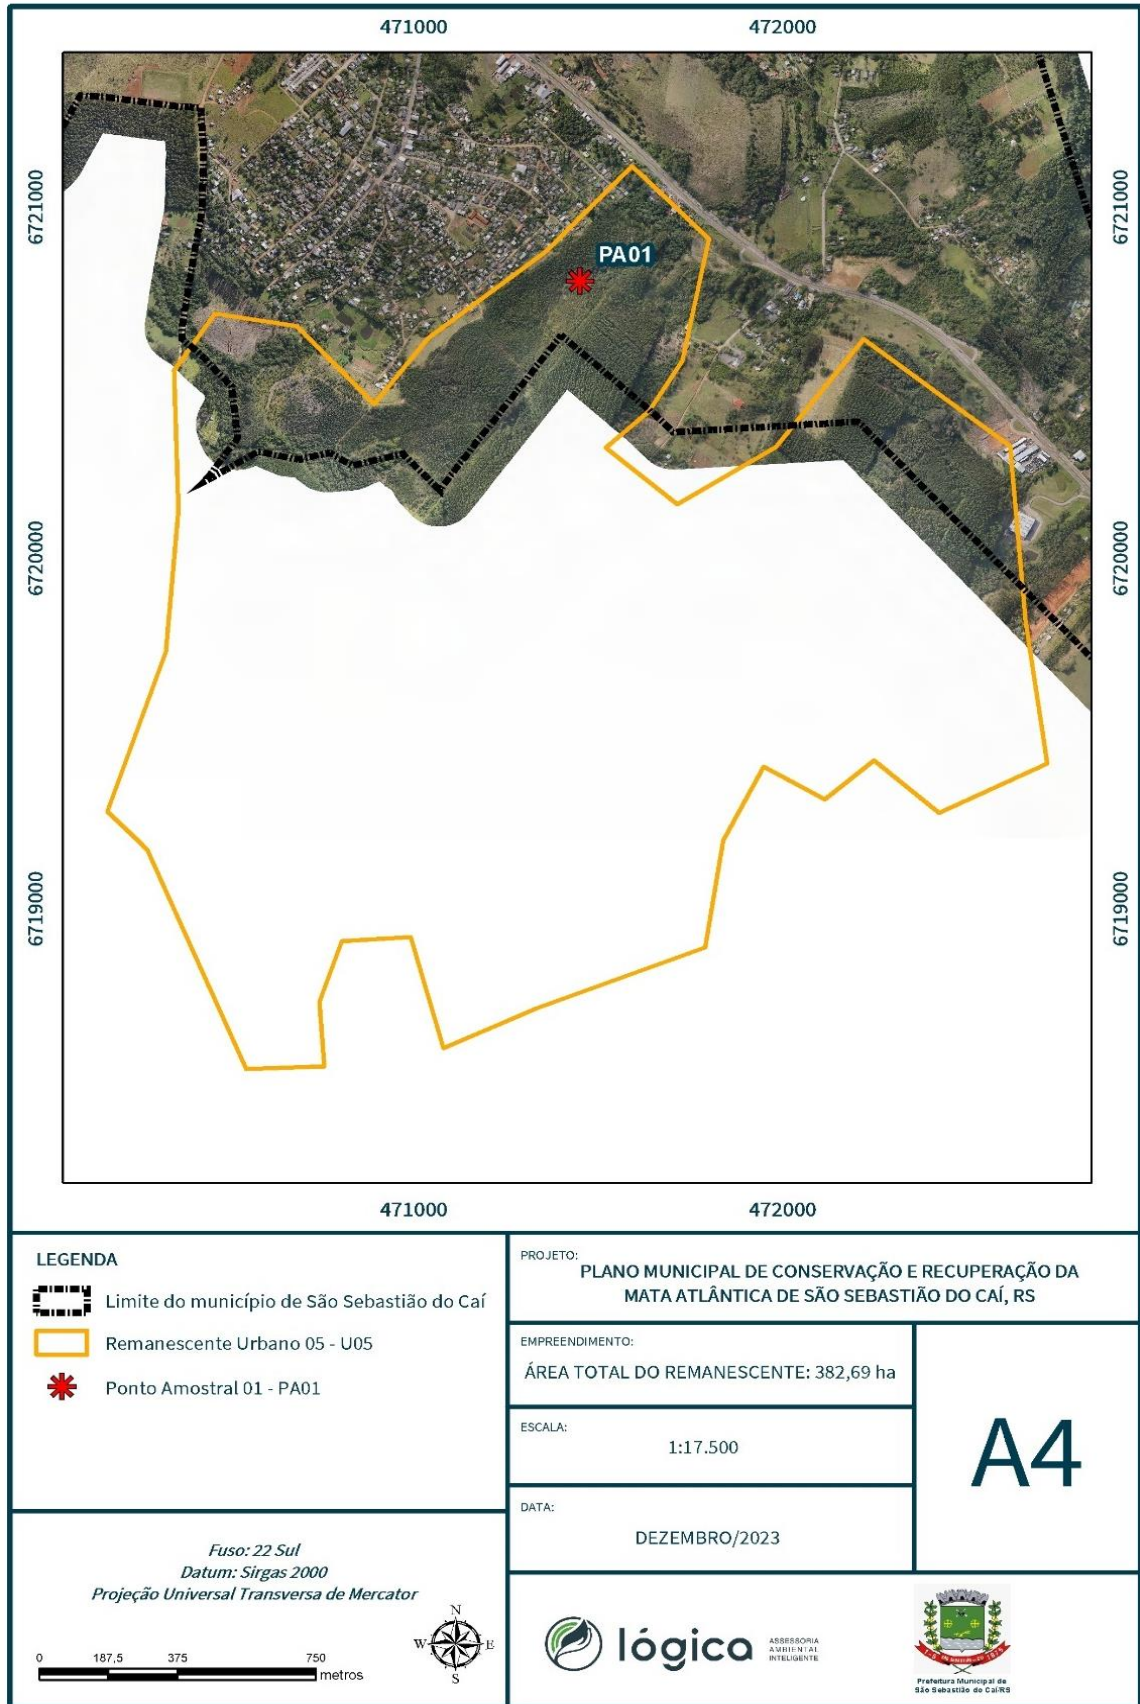 471000
472000
6721000
6721000
PA01
6720000
6720000
6719000
6719000
471000
472000
LEGENDA
Limite do município de São Sebastião do Caí
Remanescente Urbano 05 - U05
Ponto Amostral 01 - PA01
Fuso: 22 Sul
Datum: Sirgas 2000
Projeção Universal Transversa de Mercator
N
W
E
S
0 187,5 375 750
metros
PROJETO:
PLANO MUNICIPAL DE CONSERVAÇÃO E RECUPERAÇÃO DA
MATA ATLÂNTICA DE SÃO SEBASTIÃO DO CAÍ, RS
EMPREENDIMENTO:
ÁREA TOTAL DO REMANESCENTE: 382,69 ha
ESCALA:
1:17.500
DATA:
DEZEMBRO/2023
A4
lógica
ASSESSORIA
AMBIENTAL
INTELIGENTE
Prefeitura Municipal de
São Sebastião do Caí/RS